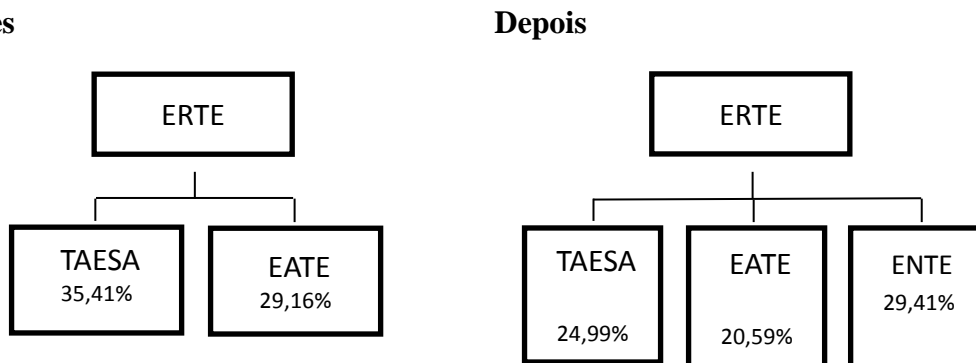 Depois
ERTE
TAESA
35,41%
EATE
29,16%
ERTE
TAESA
24,99%
EATE
20,59%
ENTE
29,41%